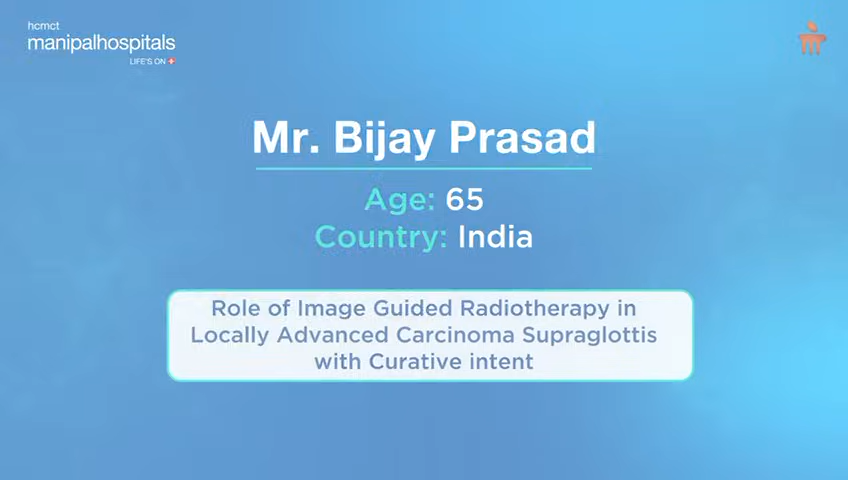 hcmct
manipalhospitals
LIFE'S ON
Mr. Bijay Prasad
Age: 65
Country: India
Role of Image Guided Radiotherapy in
Locally Advanced Carcinoma Supraglottis
with Curative intent